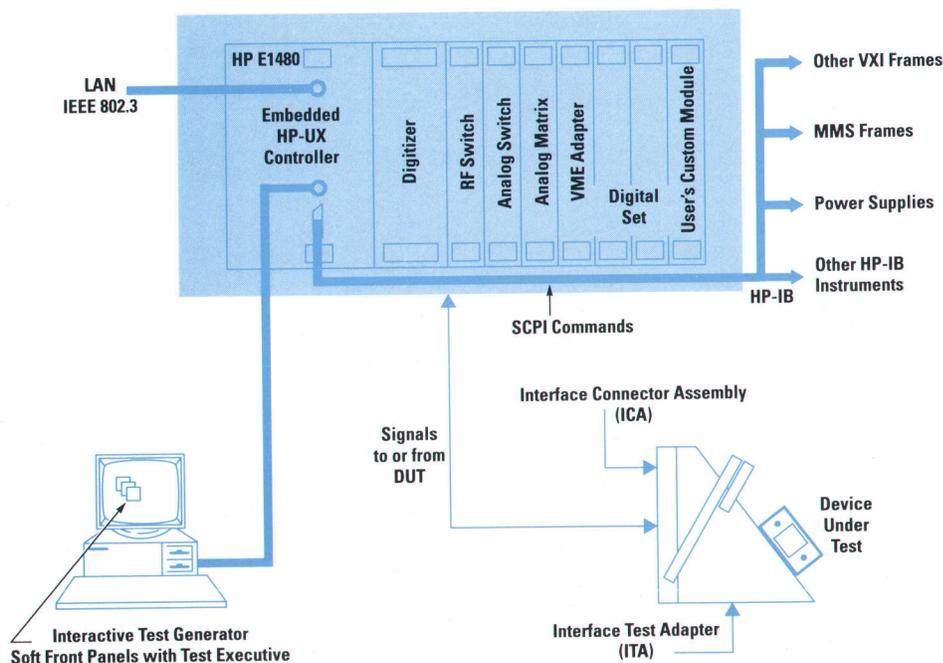 HP E1480
LAN
IEEE 802.3
Embedded
HP-UX
Controller
Digitizer
RF Switch
Analog Switch
Analog Matrix
VME Adapter
Digital
Set
User's Custom Module
Other VXI Frames
MMS Frames
Power Supplies
Other HP-IB
Instruments
HP-IB
SCPI Commands
Interface Connector Assembly
(ICA)
Signals
to or from
DUT
Device
Under
Test
Interactive Test Generator
Soft Front Panels with Test Executive
Interface Test Adapter
(ITA)